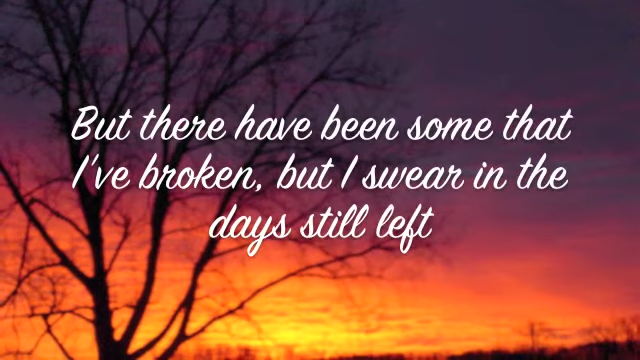 But there have been some that
I've broken, but I swear in the
days still left